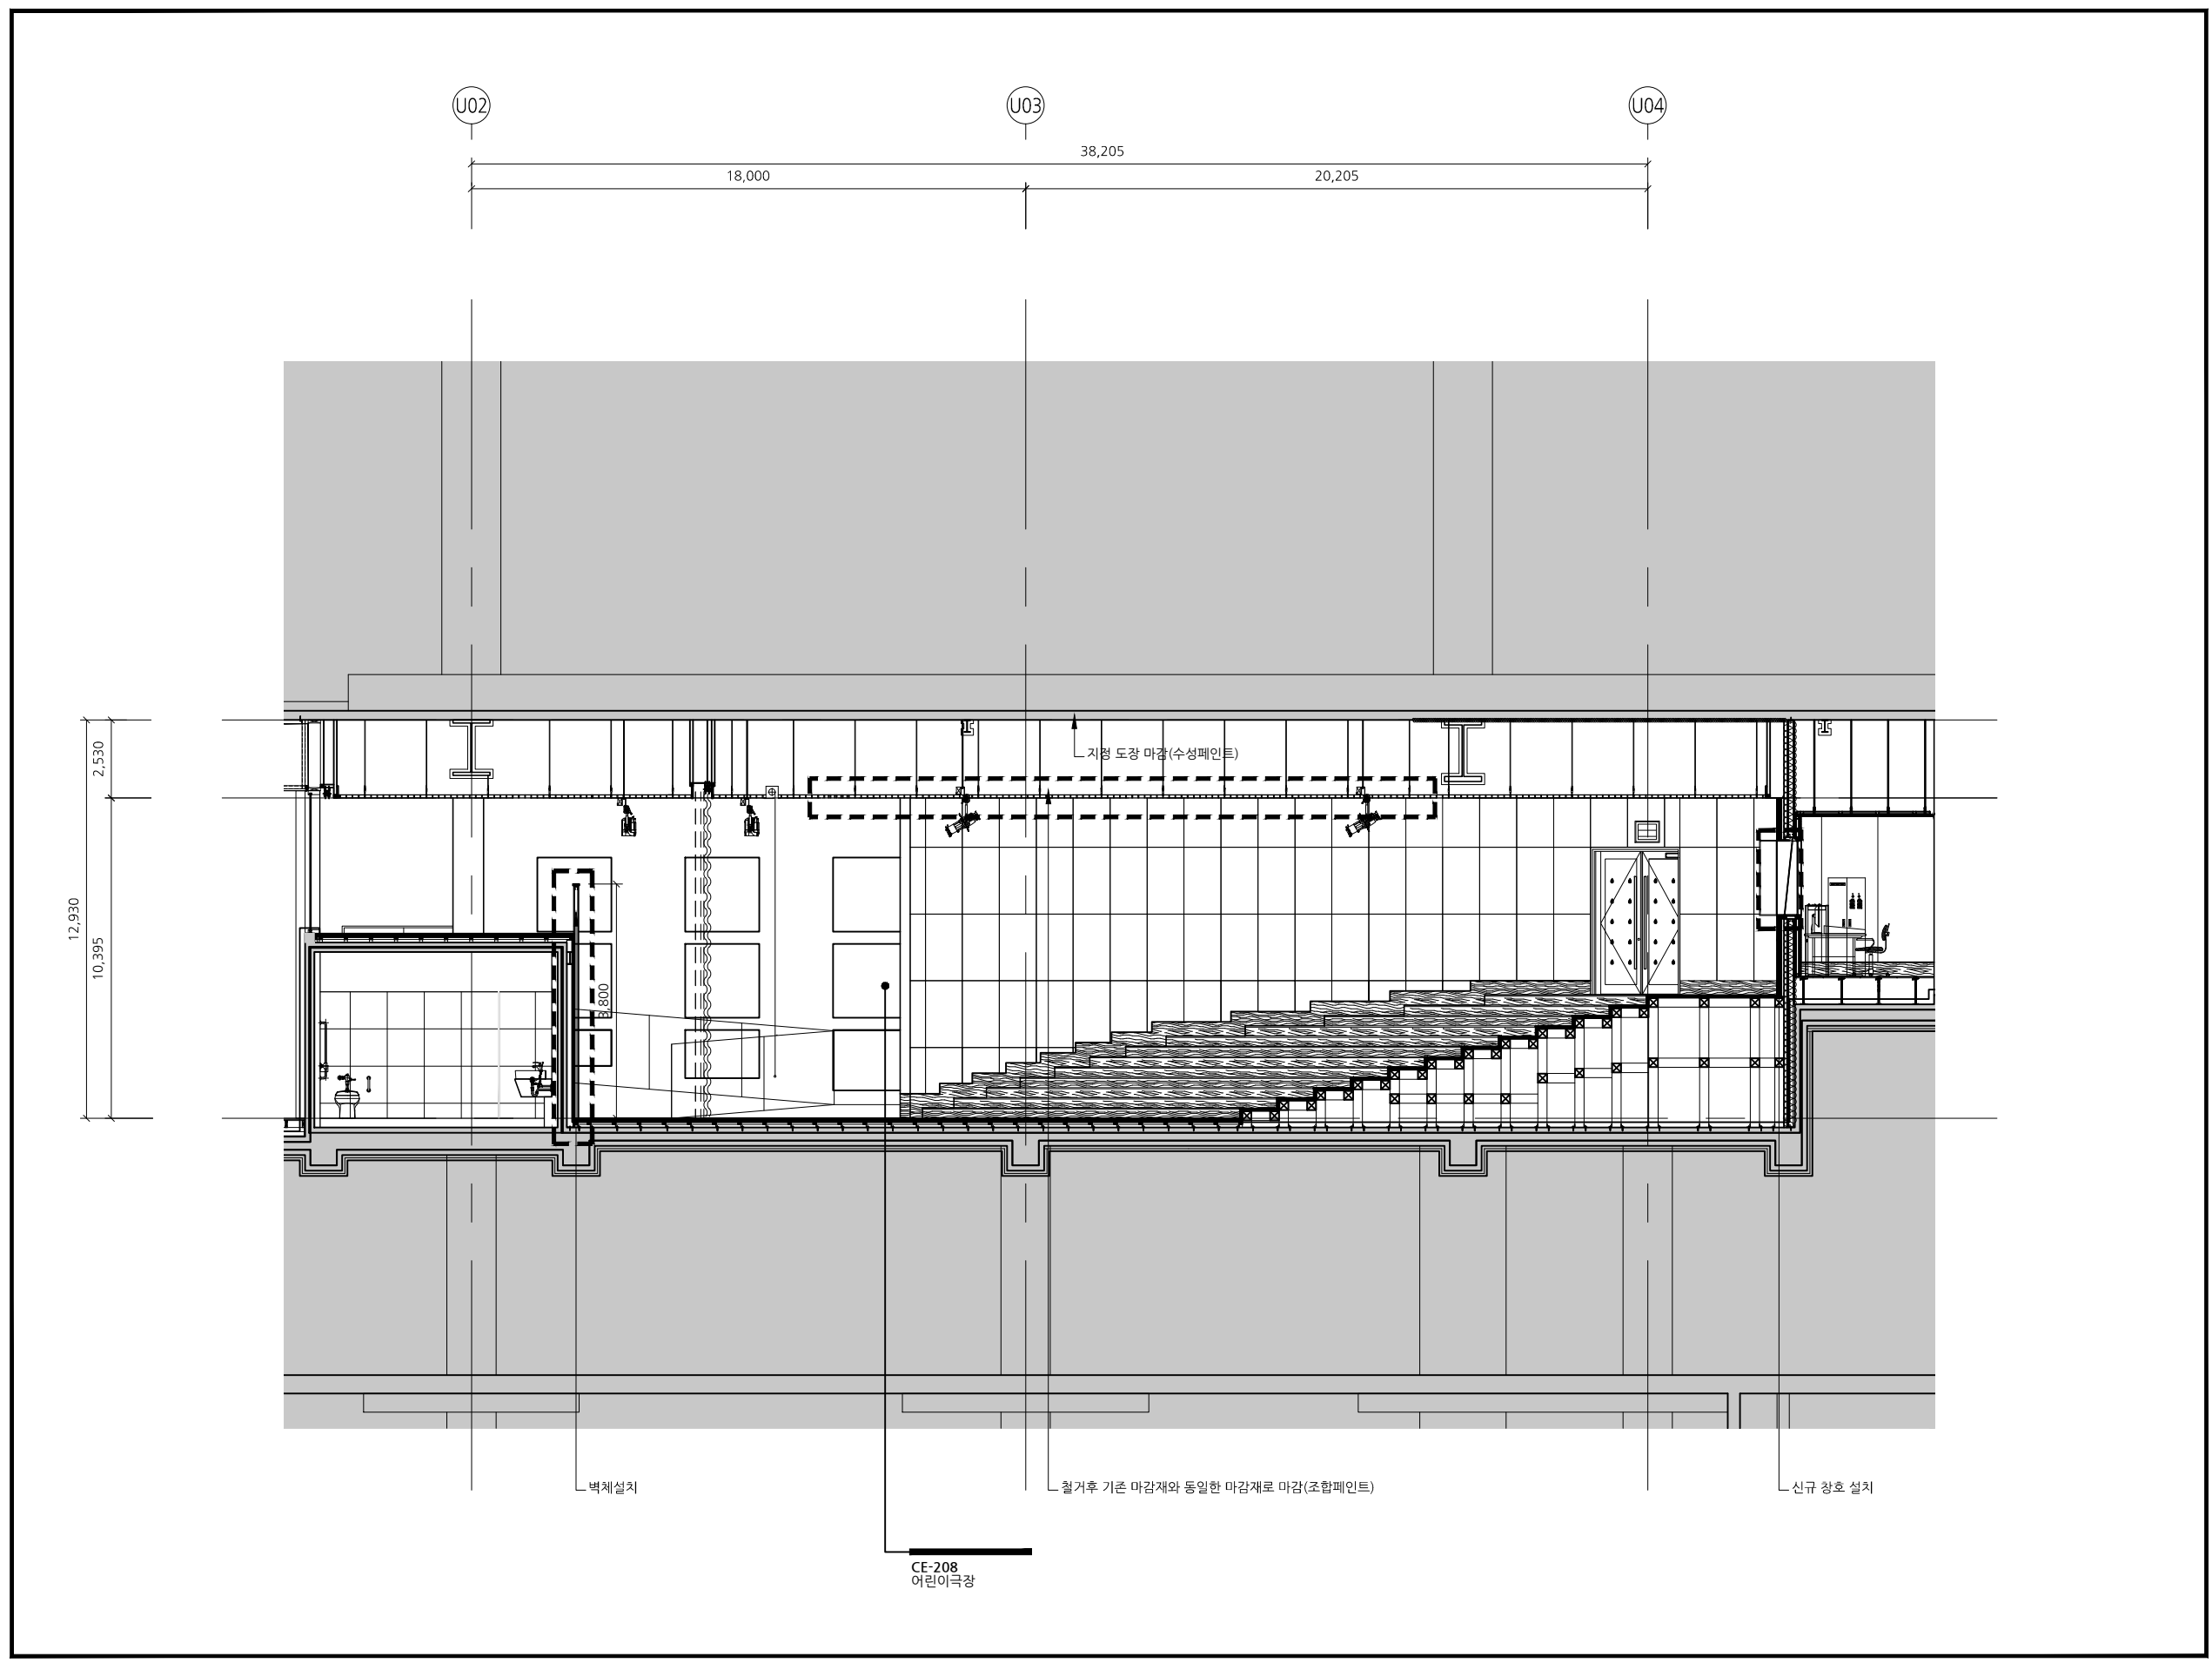 U02
U03
U04
38,205
18,000
20,205
2,530
지정 도장 마감(수성페인트)
12,930
10,395
3,800
벽체설치
철거후 기존 마감재와 동일한 마감재로 마감(조합페인트)
신규 창호 설치
CE-208
어린이극장